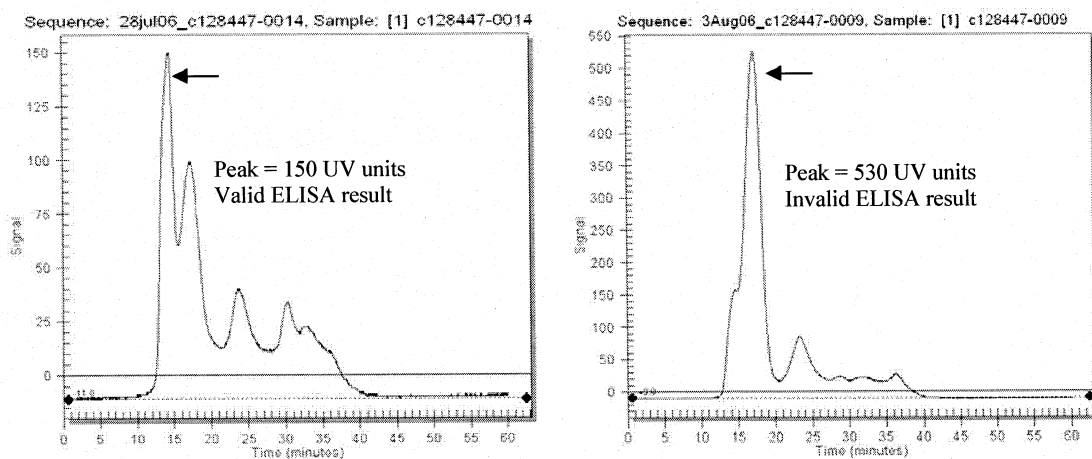 Sequence: 28jul06_c128447-0014, Sample: [1] c128447-0014
150
125
100
75
50
25
0
Signal
Peak = 150 UV units
Valid ELISA result
0 5 10 15 20 25 30 35 40 45 50 55 60
Time (minutes)
Sequence: 3Aug06_c128447-0009, Sample: [1] c128447-0009
550
500
450
400
350
300
250
200
150
100
50
0
Signal
Peak = 530 UV units
Invalid ELISA result
0 5 10 15 20 25 30 35 40 45 50 55 60
Time (minutes)